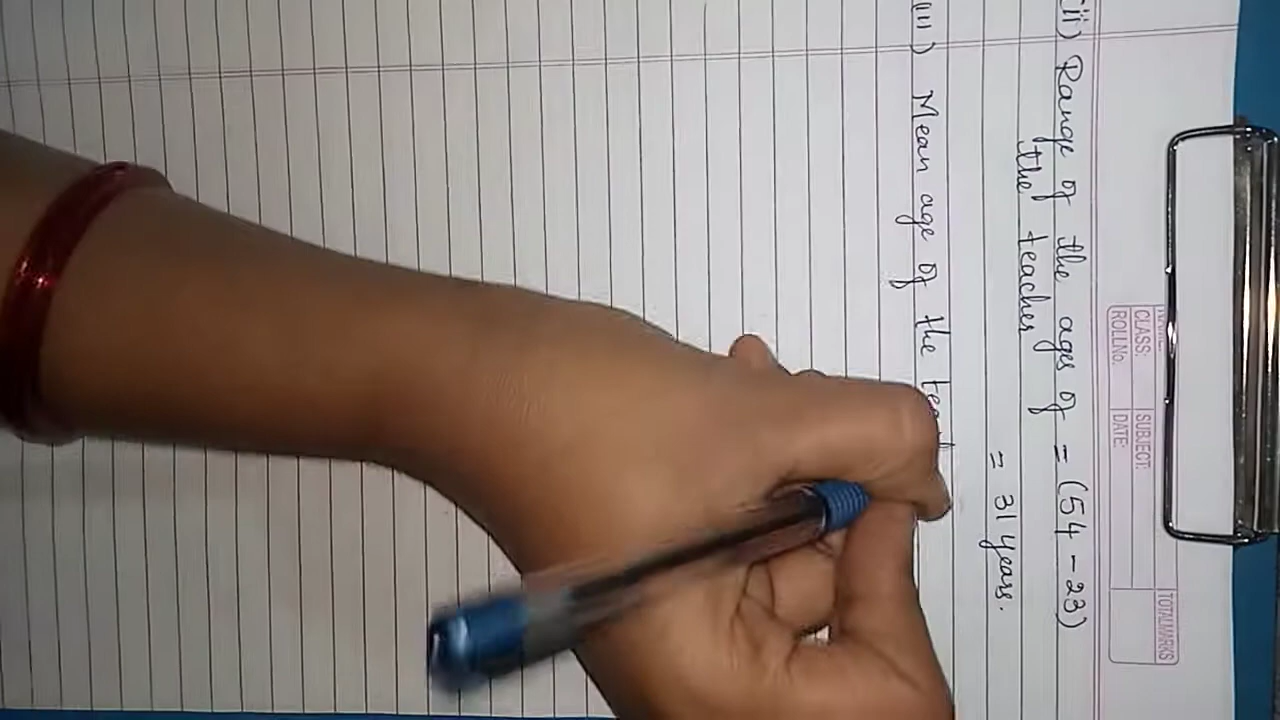 CLASS: SUBJECT: TOTAL MARKS
ROLL No. DATE:
(ii) Range of the ages of = (54 - 23)
the teacher
= 31 years.
(iii) Mean age of the